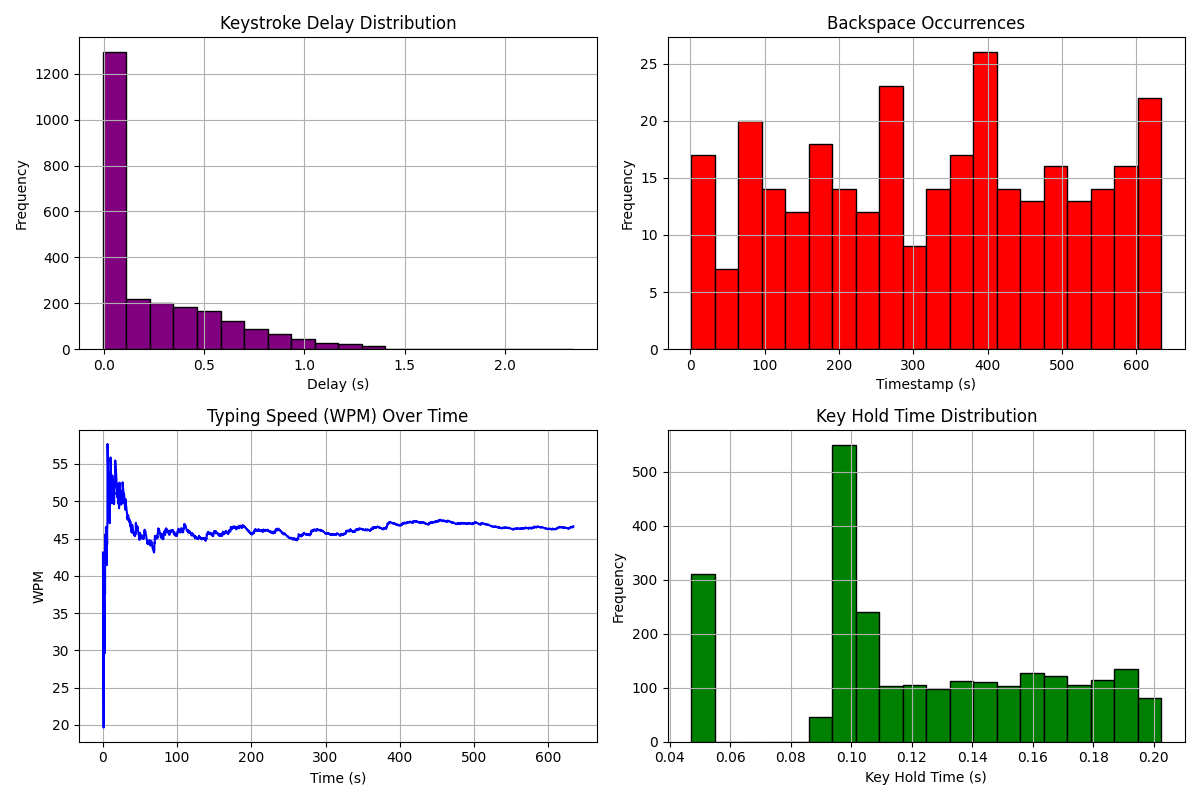 Keystroke Delay Distribution
Frequency
1200
1000
800
600
400
200
0
0.0 0.5 1.0 1.5 2.0
Delay (s)
Backspace Occurrences
Frequency
25
20
15
10
5
0
0 100 200 300 400 500 600
Timestamp (s)
Typing Speed (WPM) Over Time
WPM
55
50
45
40
35
30
25
20
0 100 200 300 400 500 600
Time (s)
Key Hold Time Distribution
Frequency
500
400
300
200
100
0
0.04 0.06 0.08 0.10 0.12 0.14 0.16 0.18 0.20
Key Hold Time (s)